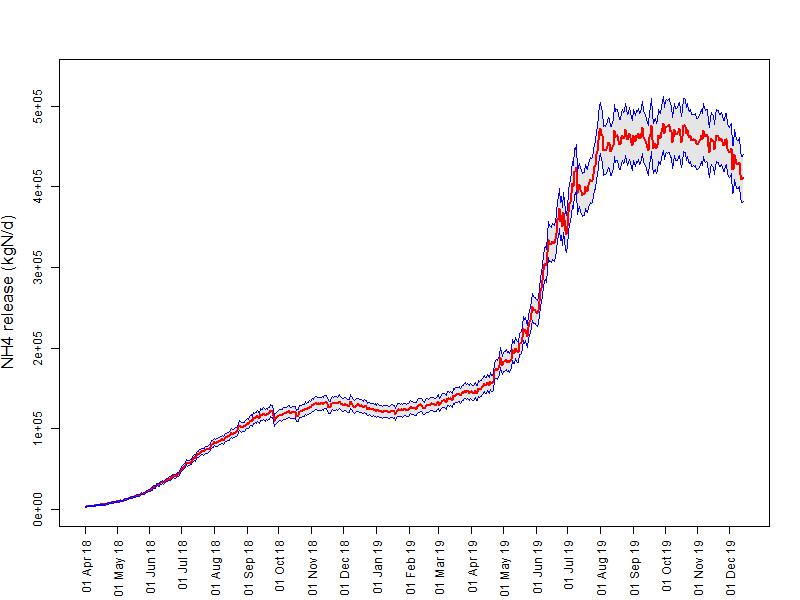 NH4 release (kgN/d)
5e+05
4e+05
3e+05
2e+05
1e+05
0e+00
01 Apr 18
01 May 18
01 Jun 18
01 Jul 18
01 Aug 18
01 Sep 18
01 Oct 18
01 Nov 18
01 Dec 18
01 Jan 19
01 Feb 19
01 Mar 19
01 Apr 19
01 May 19
01 Jun 19
01 Jul 19
01 Aug 19
01 Sep 19
01 Oct 19
01 Nov 19
01 Dec 19